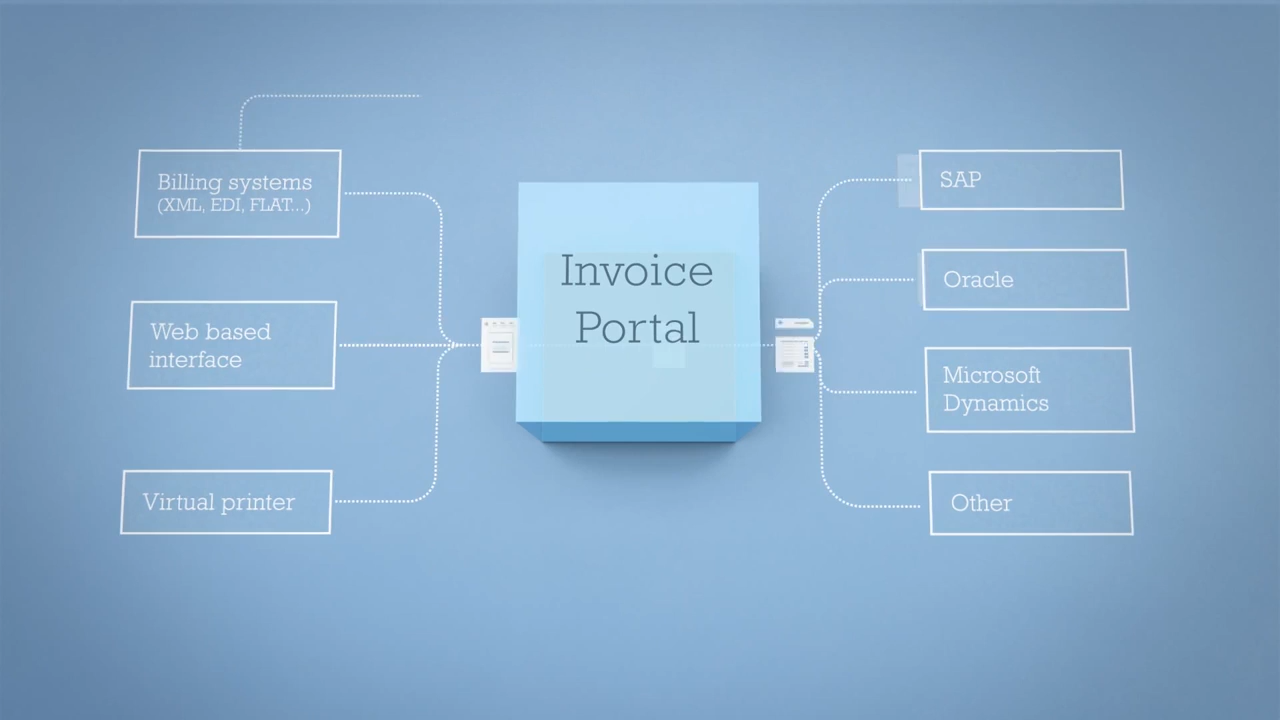 Billing systems
(XML, EDI, FLAT...)
Web based
interface
Virtual printer
Invoice
Portal
SAP
Oracle
Microsoft
Dynamics
Other